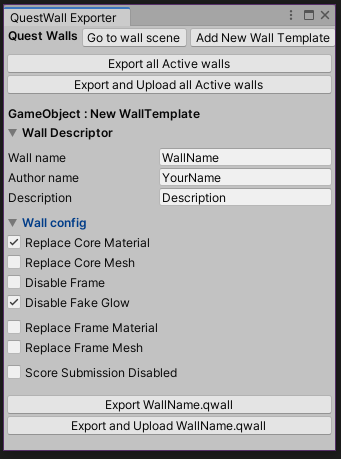 QuestWall Exporter
Quest Walls Go to wall scene Add New Wall Template
Export all Active walls
Export and Upload all Active walls
GameObject : New WallTemplate
Wall Descriptor
Wall name WallName
Author name YourName
Description Description
Wall config
Replace Core Material
Replace Core Mesh
Disable Frame
Disable Fake Glow
Replace Frame Material
Replace Frame Mesh
Score Submission Disabled
Export WallName.qwall
Export and Upload WallName.qwall